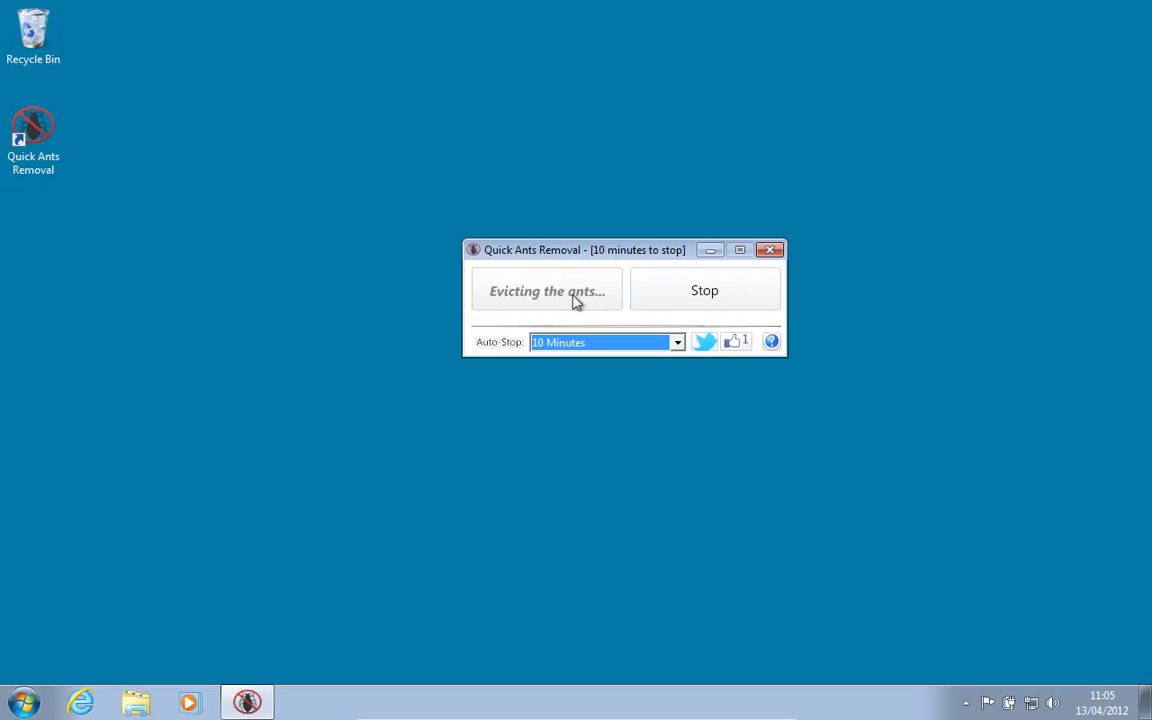 Recycle Bin
Quick Ants
Removal
Quick Ants Removal - [10 minutes to stop]
Evicting the ants...
Stop
Auto-Stop:
10 Minutes
1
?
11:05
13/04/2012